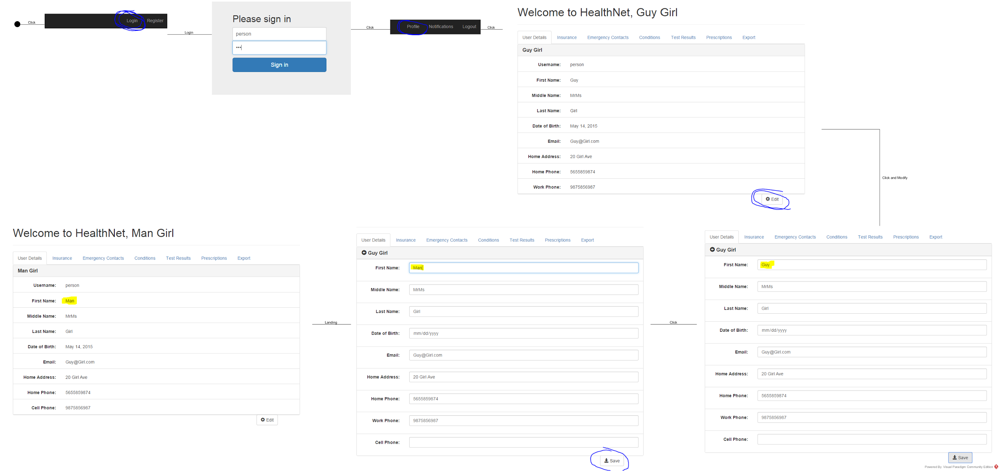 Click
Login Register
Login
Please sign in
person
•••
Sign in
Click
Profile Notifications Logout
Click
Welcome to HealthNet, Guy Girl
User Details Insurance Emergency Contacts Conditions Test Results Prescriptions Export
Guy Girl
Username: person
First Name: Guy
Middle Name: MrMs
Last Name: Girl
Date of Birth: May 14, 2015
Email: Guy@Girl.com
Home Address: 20 Girl Ave
Home Phone: 5655859874
Work Phone: 9875856987
Edit
Click and Modify
Welcome to HealthNet, Man Girl
User Details Insurance Emergency Contacts Conditions Test Results Prescriptions Export
Man Girl
Username: person
First Name: Man
Middle Name: MrMs
Last Name: Girl
Date of Birth: May 14, 2015
Email: Guy@Girl.com
Home Address: 20 Girl Ave
Home Phone: 5655859874
Cell Phone: 9875856987
Edit
Landing
User Details Insurance Emergency Contacts Conditions Test Results Prescriptions Export
Guy Girl
First Name: Man
Middle Name: MrMs
Last Name: Girl
Date of Birth: mm/dd/yyyy
Email: Guy@Girl.com
Home Address: 20 Girl Ave
Home Phone: 5655859874
Work Phone: 9875856987
Cell Phone:
Save
Click
User Details Insurance Emergency Contacts Conditions Test Results Prescriptions Export
Guy Girl
First Name: Guy
Middle Name: MrMs
Last Name: Girl
Date of Birth: mm/dd/yyyy
Email: Guy@Girl.com
Home Address: 20 Girl Ave
Home Phone: 5655859874
Work Phone: 9875856987
Cell Phone:
Save
Powered By Visual Paradigm Community Edition